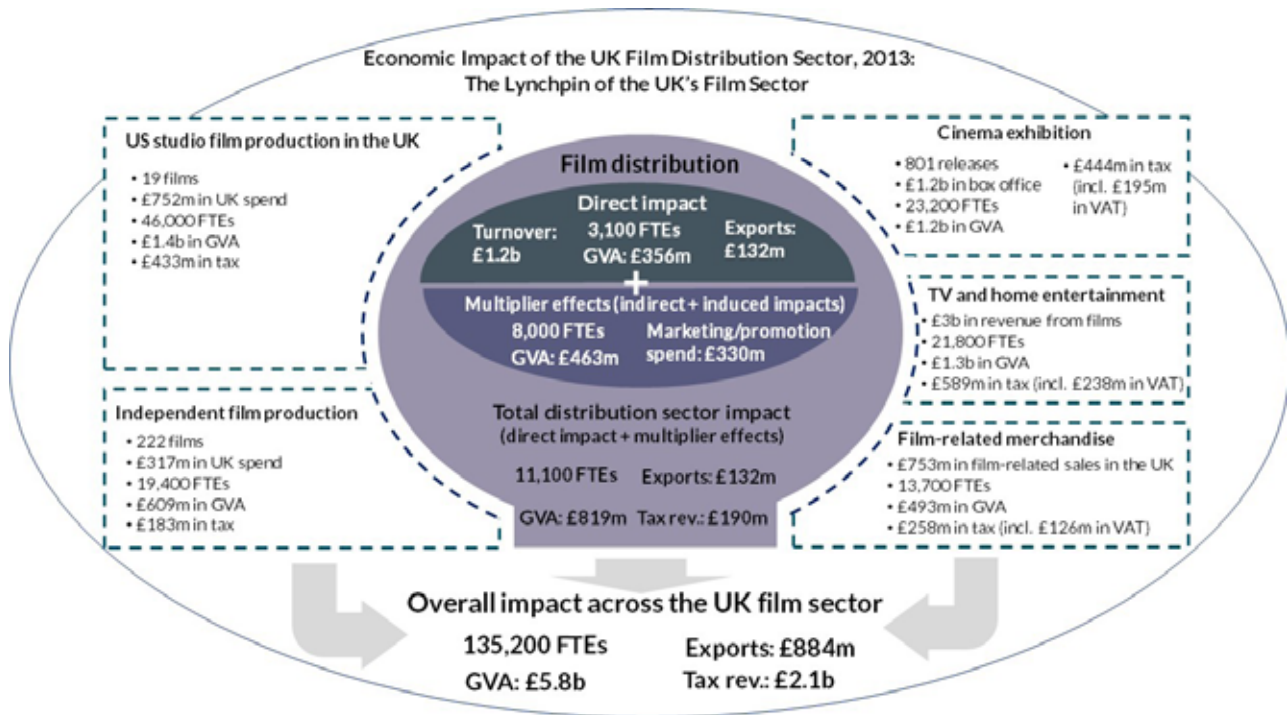 Economic Impact of the UK Film Distribution Sector, 2013:
The Lynchpin of the UK's Film Sector
US studio film production in the UK
• 19 films
• £752m in UK spend
• 46,000 FTEs
• £1.4b in GVA
• £433m in tax
Independent film production
• 222 films
• £317m in UK spend
• 19,400 FTEs
• £609m in GVA
• £183m in tax
Film distribution
Direct impact
Turnover:
£1.2b
3,100 FTEs
GVA: £356m
Exports:
£132m
+
Multiplier effects (indirect + induced impacts)
8,000 FTEs
GVA: £463m
Marketing/promotion
spend: £330m
Total distribution sector impact
(direct impact + multiplier effects)
11,100 FTEs
Exports: £132m
GVA: £819m
Tax rev.: £190m
Cinema exhibition
• 801 releases
• £1.2b in box office
• 23,200 FTEs
• £1.2b in GVA
• £444m in tax
(incl. £195m
in VAT)
TV and home entertainment
• £3b in revenue from films
• 21,800 FTEs
• £1.3b in GVA
• £589m in tax (incl. £238m in VAT)
Film-related merchandise
• £753m in film-related sales in the UK
• 13,700 FTEs
• £493m in GVA
• £258m in tax (incl. £126m in VAT)
Overall impact across the UK film sector
135,200 FTEs
Exports: £884m
GVA: £5.8b
Tax rev.: £2.1b